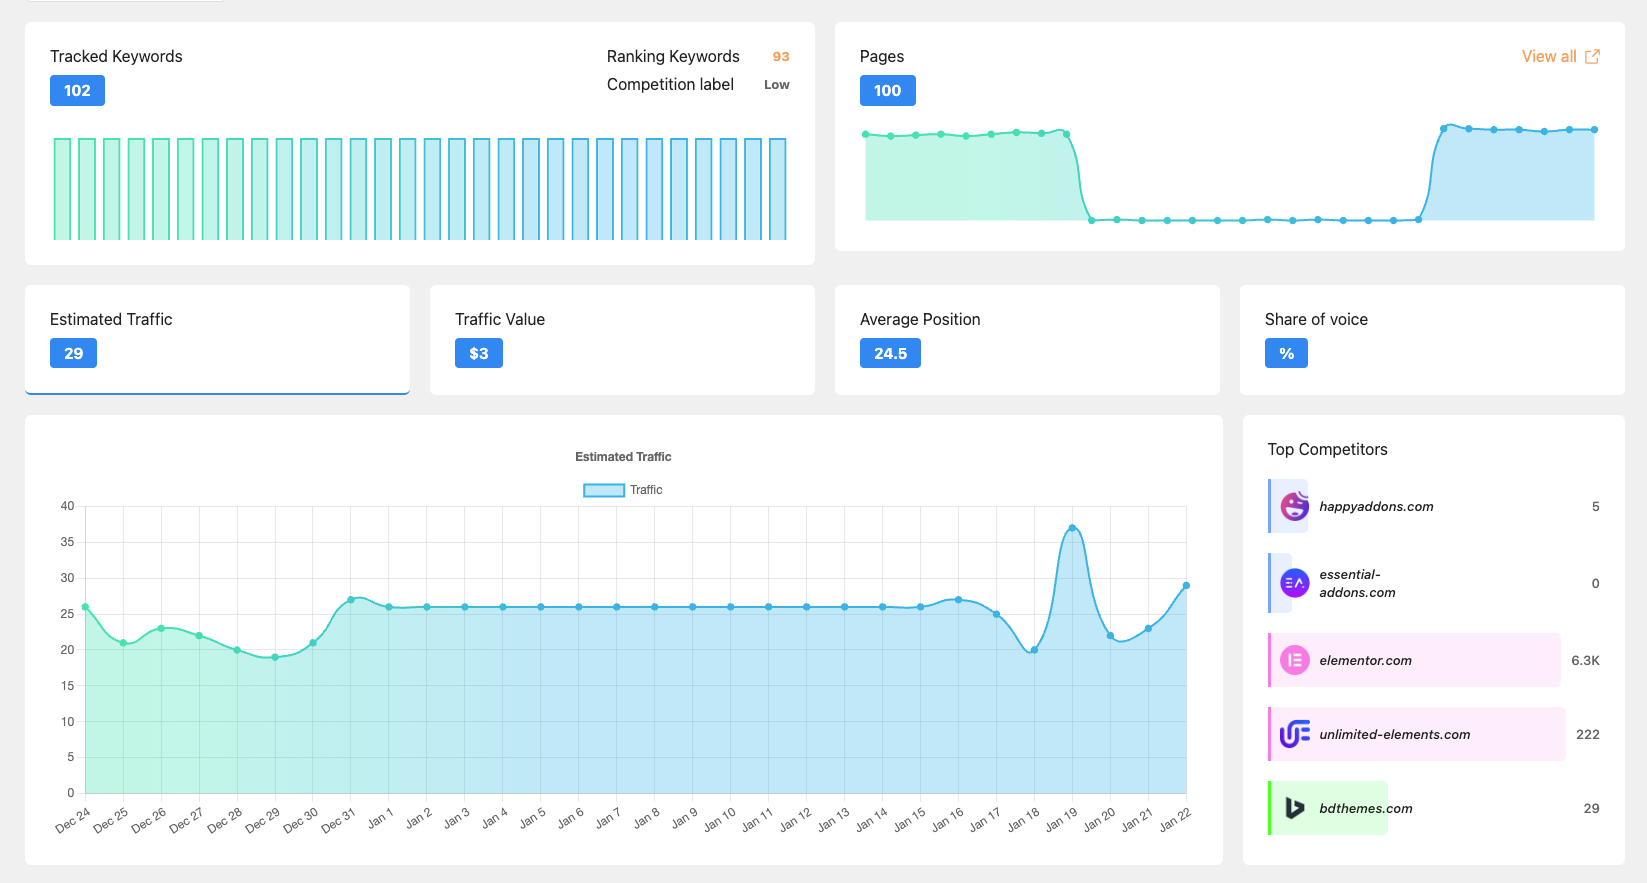 Tracked Keywords
102
Ranking Keywords 93
Competition label Low
Pages
100
View all
Estimated Traffic
29
Traffic Value
$3
Average Position
24.5
Share of voice
%
Estimated Traffic
Traffic
40
35
30
25
20
15
10
5
0
Dec 24
Dec 25
Dec 26
Dec 27
Dec 28
Dec 29
Dec 30
Dec 31
Jan 1
Jan 2
Jan 3
Jan 4
Jan 5
Jan 6
Jan 7
Jan 8
Jan 9
Jan 10
Jan 11
Jan 12
Jan 13
Jan 14
Jan 15
Jan 16
Jan 17
Jan 18
Jan 19
Jan 20
Jan 21
Jan 22
Top Competitors
happyaddons.com 5
essential-
addons.com 0
elementor.com 6.3K
unlimited-elements.com 222
bdthemes.com 29